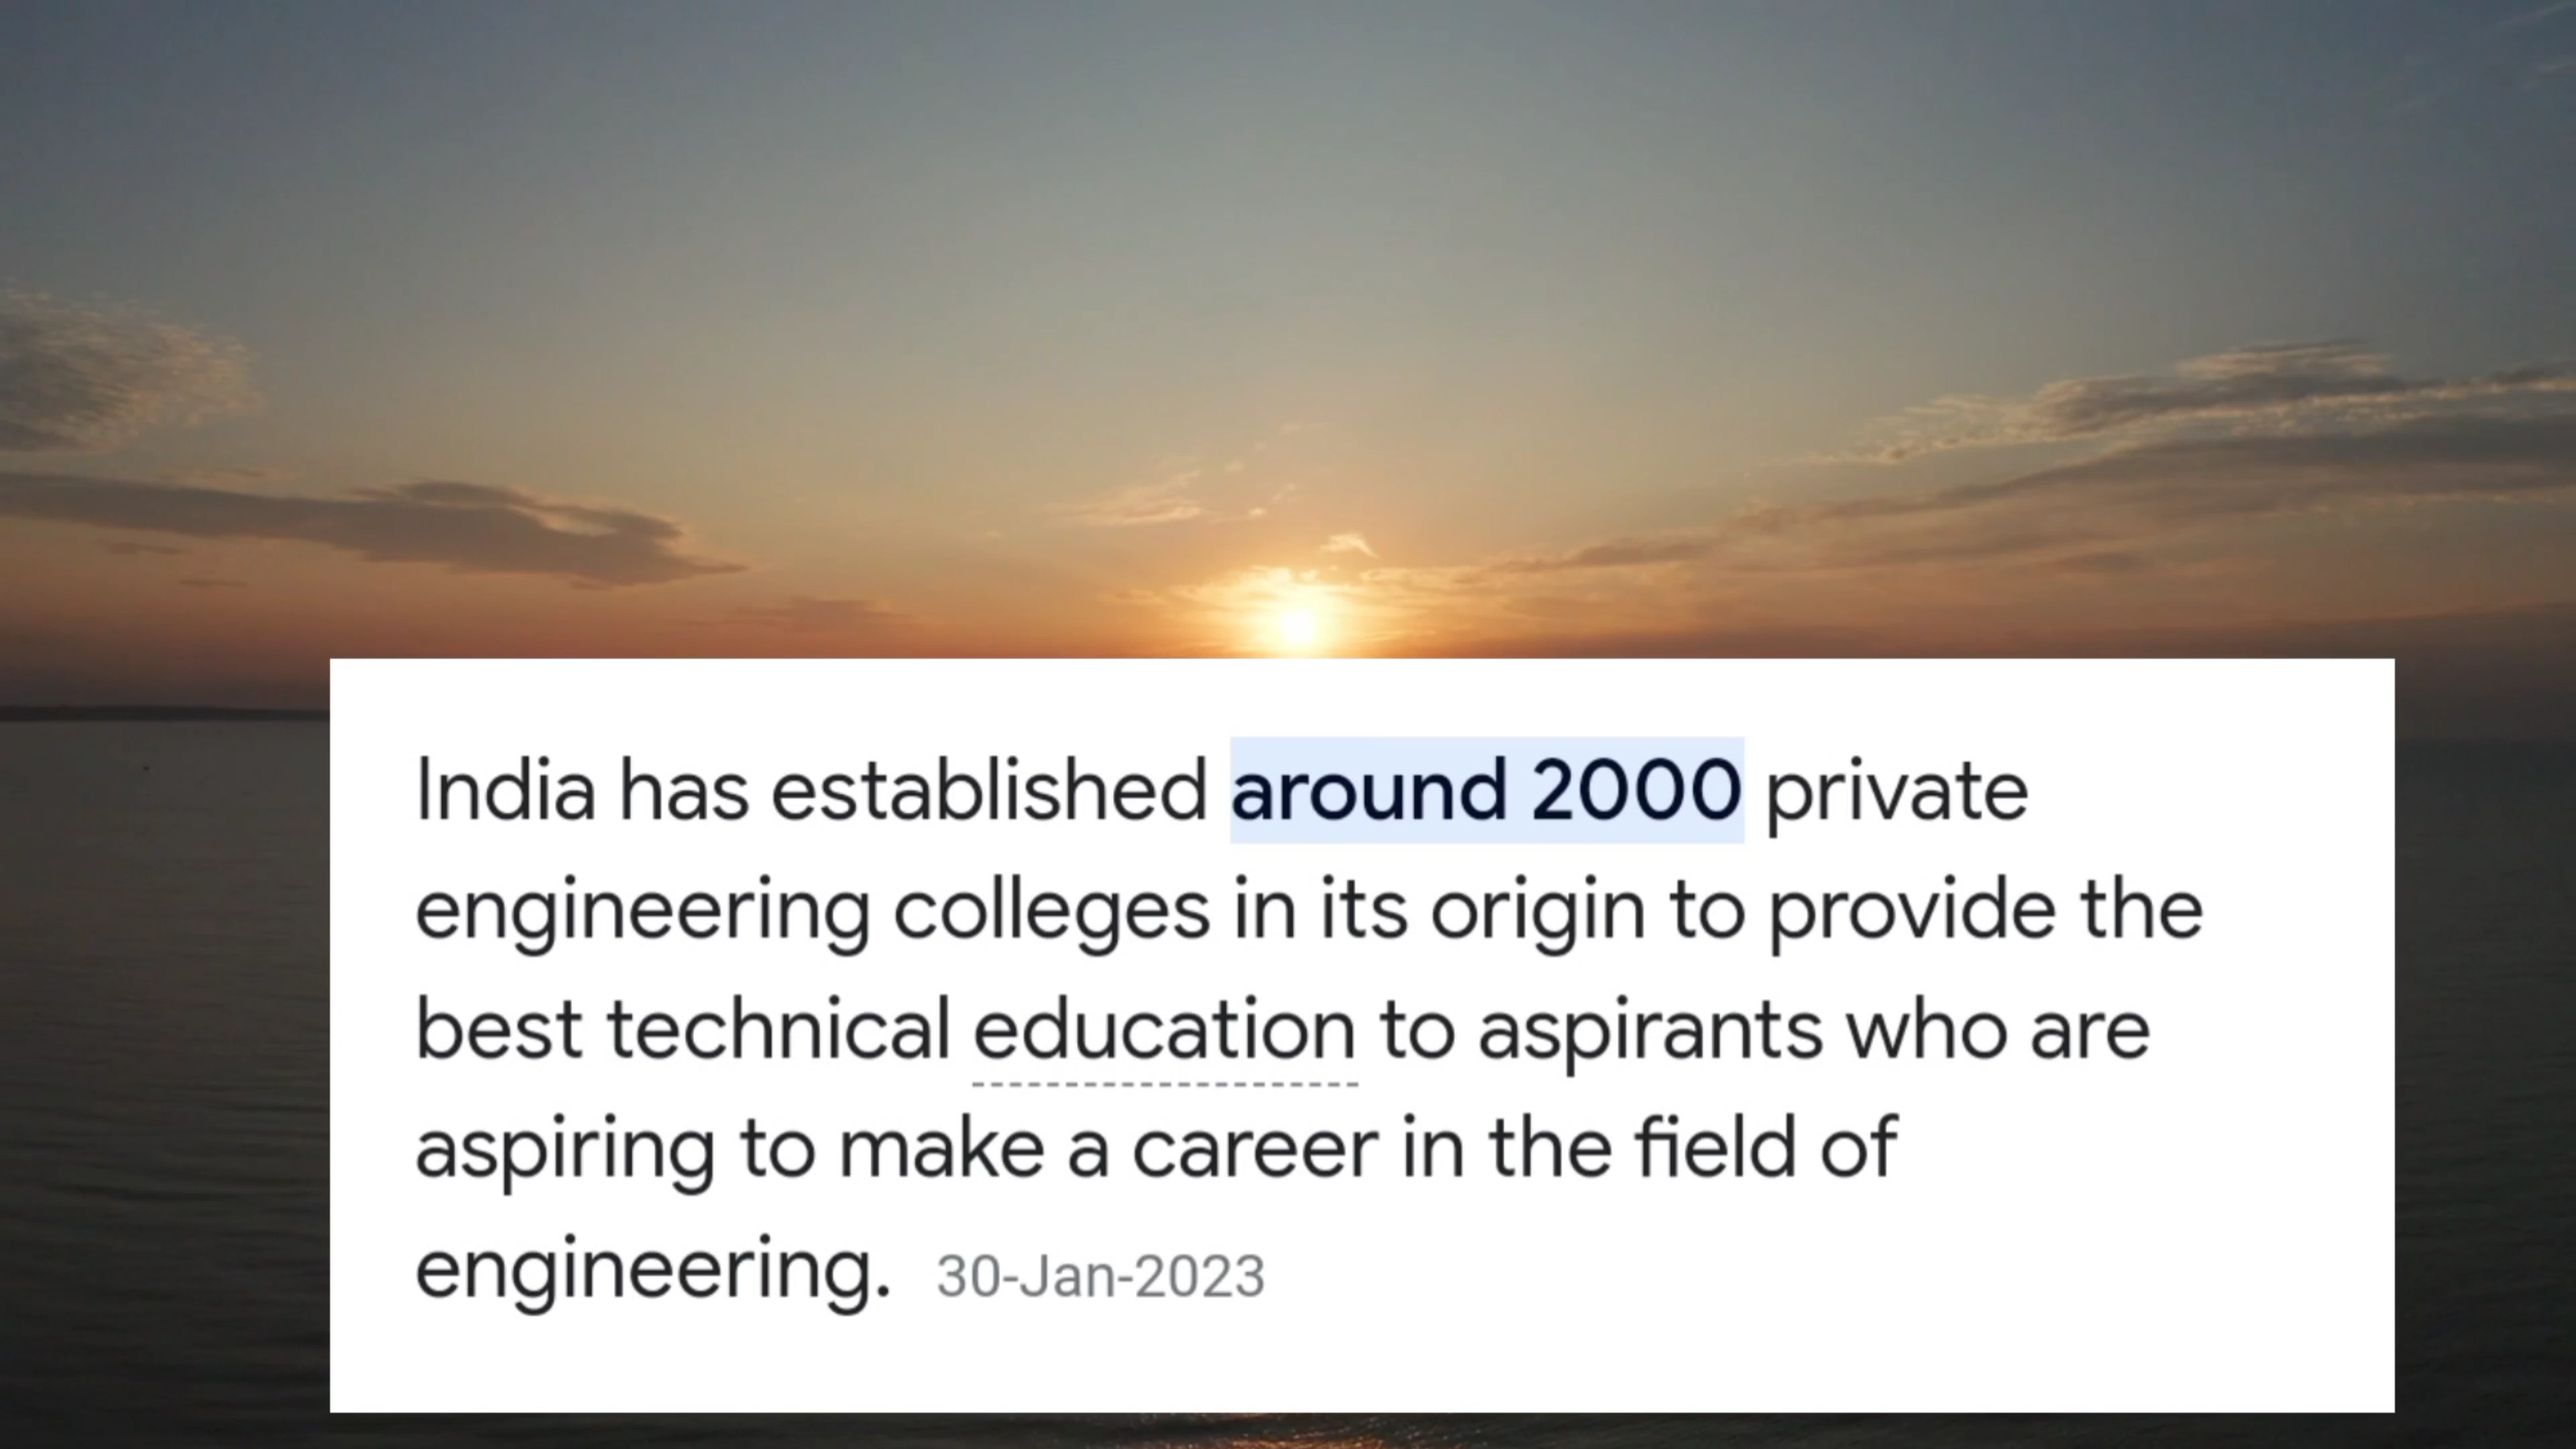 India has established around 2000 private
engineering colleges in its origin to provide the
best technical education to aspirants who are
aspiring to make a career in the field of
engineering. 30-Jan-2023